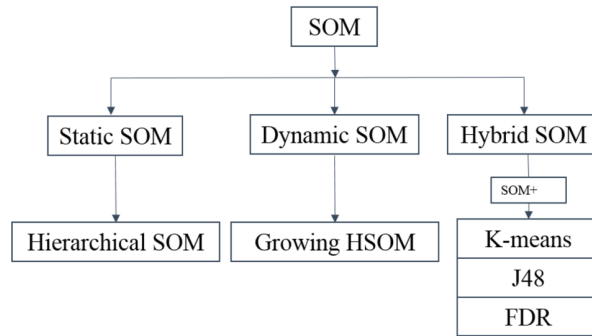 SOM
Static SOM
Dynamic SOM
Hybrid SOM
SOM+
Hierarchical SOM
Growing HSOM
K-means
J48
FDR